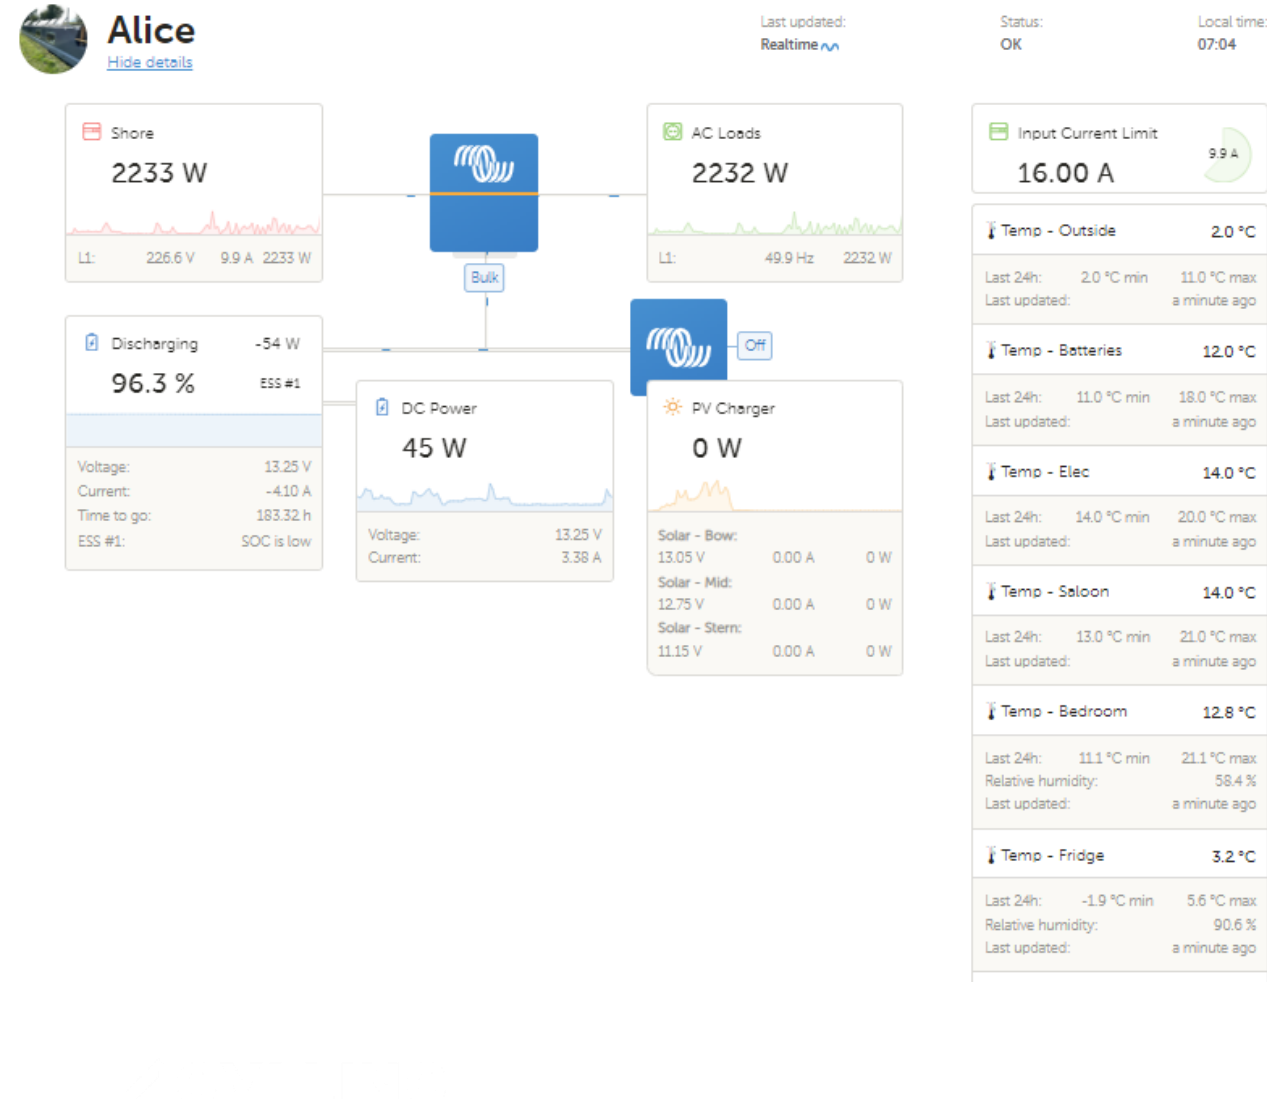 Alice
Hide details
Last updated:
Realtime
Status:
OK
Local time:
07:04
Shore
2233 W
L1: 226.6 V 9.9 A 2233 W
AC Loads
2232 W
L1: 49.9 Hz 2232 W
Input Current Limit
16.00 A
9.9 A
Bulk
Discharging -54 W
96.3 % ESS #1
Voltage: 13.25 V
Current: -4.10 A
Time to go: 183.32 h
ESS #1: SOC is low
Off
DC Power
45 W
Voltage: 13.25 V
Current: 3.38 A
PV Charger
0 W
Solar - Bow:
13.05 V 0.00 A 0 W
Solar - Mid:
12.75 V 0.00 A 0 W
Solar - Stern:
11.15 V 0.00 A 0 W
Temp - Outside 2.0 °C
Last 24h: 2.0 °C min 11.0 °C max
Last updated: a minute ago
Temp - Batteries 12.0 °C
Last 24h: 11.0 °C min 18.0 °C max
Last updated: a minute ago
Temp - Elec 14.0 °C
Last 24h: 14.0 °C min 20.0 °C max
Last updated: a minute ago
Temp - Saloon 14.0 °C
Last 24h: 13.0 °C min 21.0 °C max
Last updated: a minute ago
Temp - Bedroom 12.8 °C
Last 24h: 11.1 °C min 21.1 °C max
Relative humidity: 58.4 %
Last updated: a minute ago
Temp - Fridge 3.2 °C
Last 24h: -1.9 °C min 5.6 °C max
Relative humidity: 90.6 %
Last updated: a minute ago